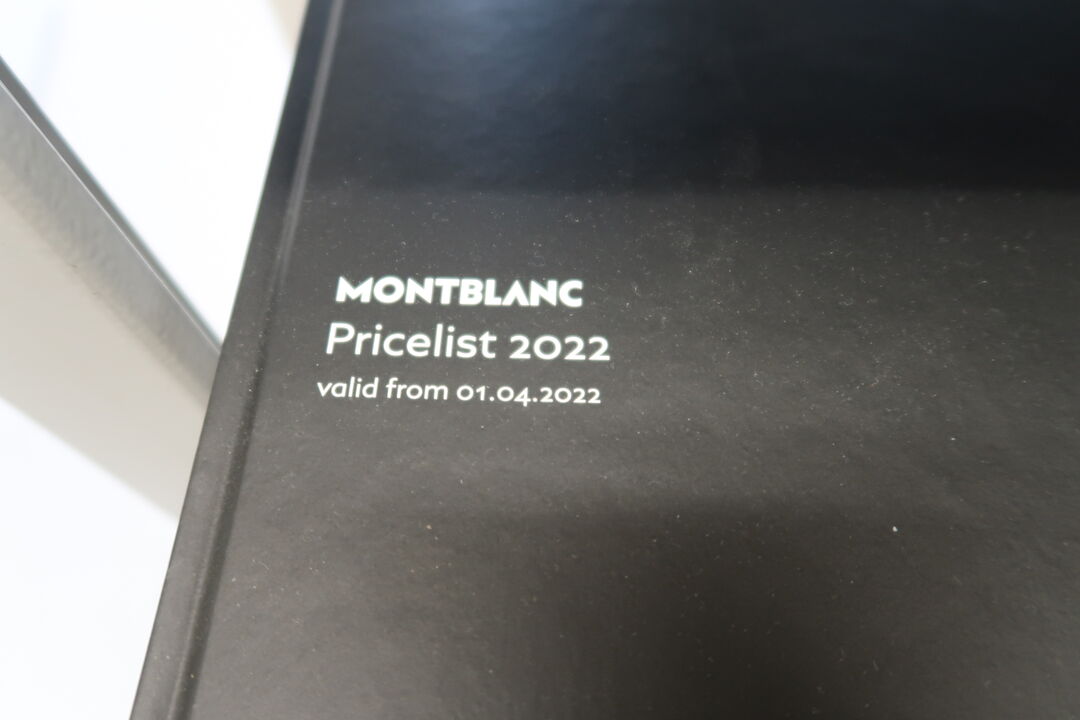 MONTBLANC
Pricelist 2022
valid from 01.04.2022